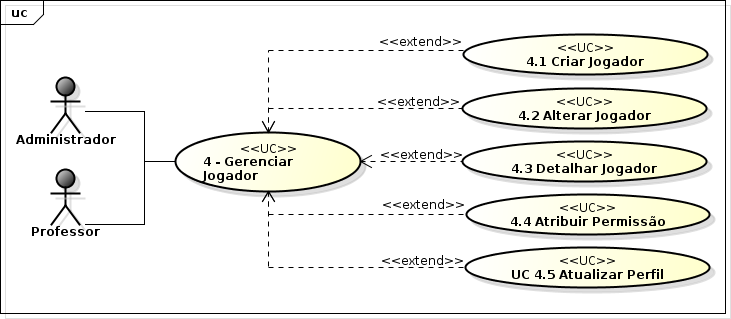 uc
<<extend>>
<<UC>>
4.1 Criar Jogador
<<extend>>
<<UC>>
4.2 Alterar Jogador
Administrador
<<UC>>
4 - Gerenciar
Jogador
<<extend>>
<<UC>>
4.3 Detalhar Jogador
<<extend>>
<<UC>>
4.4 Atribuir Permissão
Professor
<<extend>>
<<UC>>
UC 4.5 Atualizar Perfil